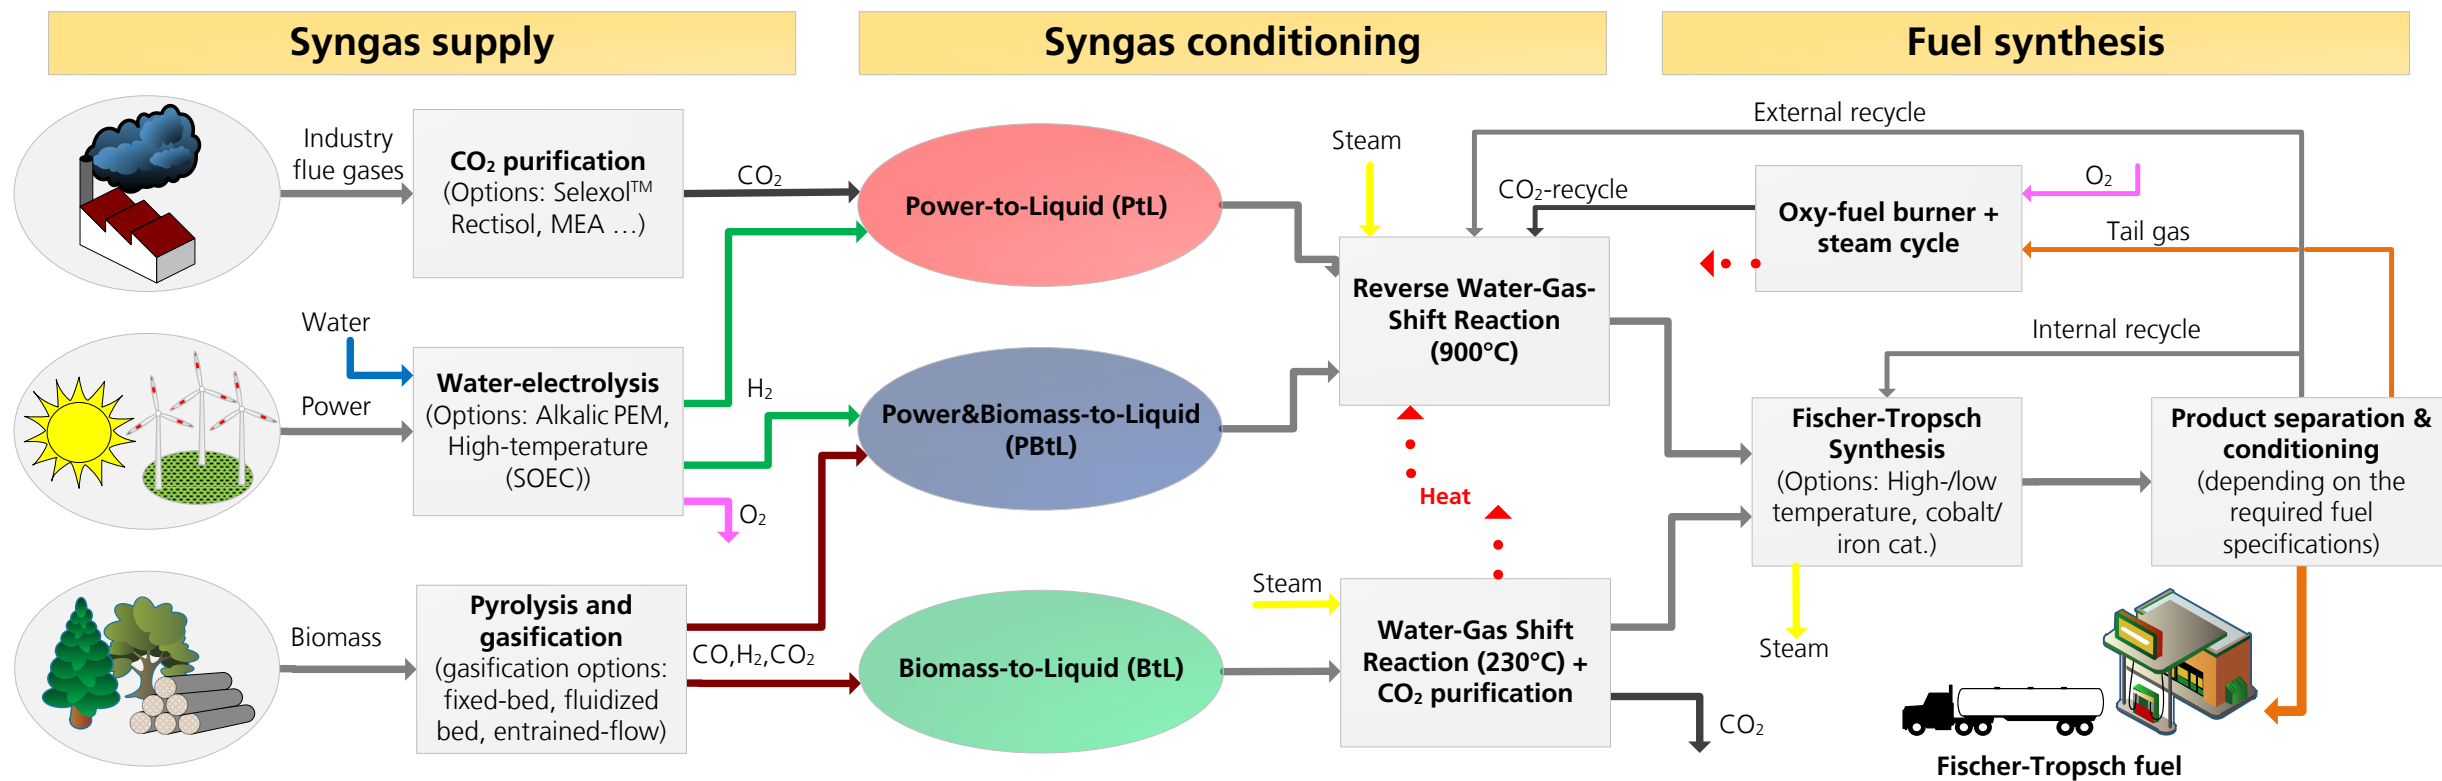 Syngas supply
Syngas conditioning
Fuel synthesis
Industry
flue gases
CO₂ purification
(Options: Selexol™
Rectisol, MEA …)
CO₂
Water
Power
Water-electrolysis
(Options: Alkalic PEM,
High-temperature
(SOEC))
H₂
O₂
Biomass
Pyrolysis and
gasification
(gasification options:
fixed-bed, fluidized
bed, entrained-flow)
CO,H₂,CO₂
Power-to-Liquid (PtL)
Power&Biomass-to-Liquid
(PBtL)
Biomass-to-Liquid (BtL)
Steam
Reverse Water-Gas-
Shift Reaction
(900°C)
Heat
Steam
Water-Gas Shift
Reaction (230°C) +
CO₂ purification
CO₂
External recycle
CO₂-recycle
Oxy-fuel burner +
steam cycle
O₂
Tail gas
Internal recycle
Fischer-Tropsch
Synthesis
(Options: High-/low
temperature, cobalt/
iron cat.)
Steam
Product separation &
conditioning
(depending on the
required fuel
specifications)
Fischer-Tropsch fuel